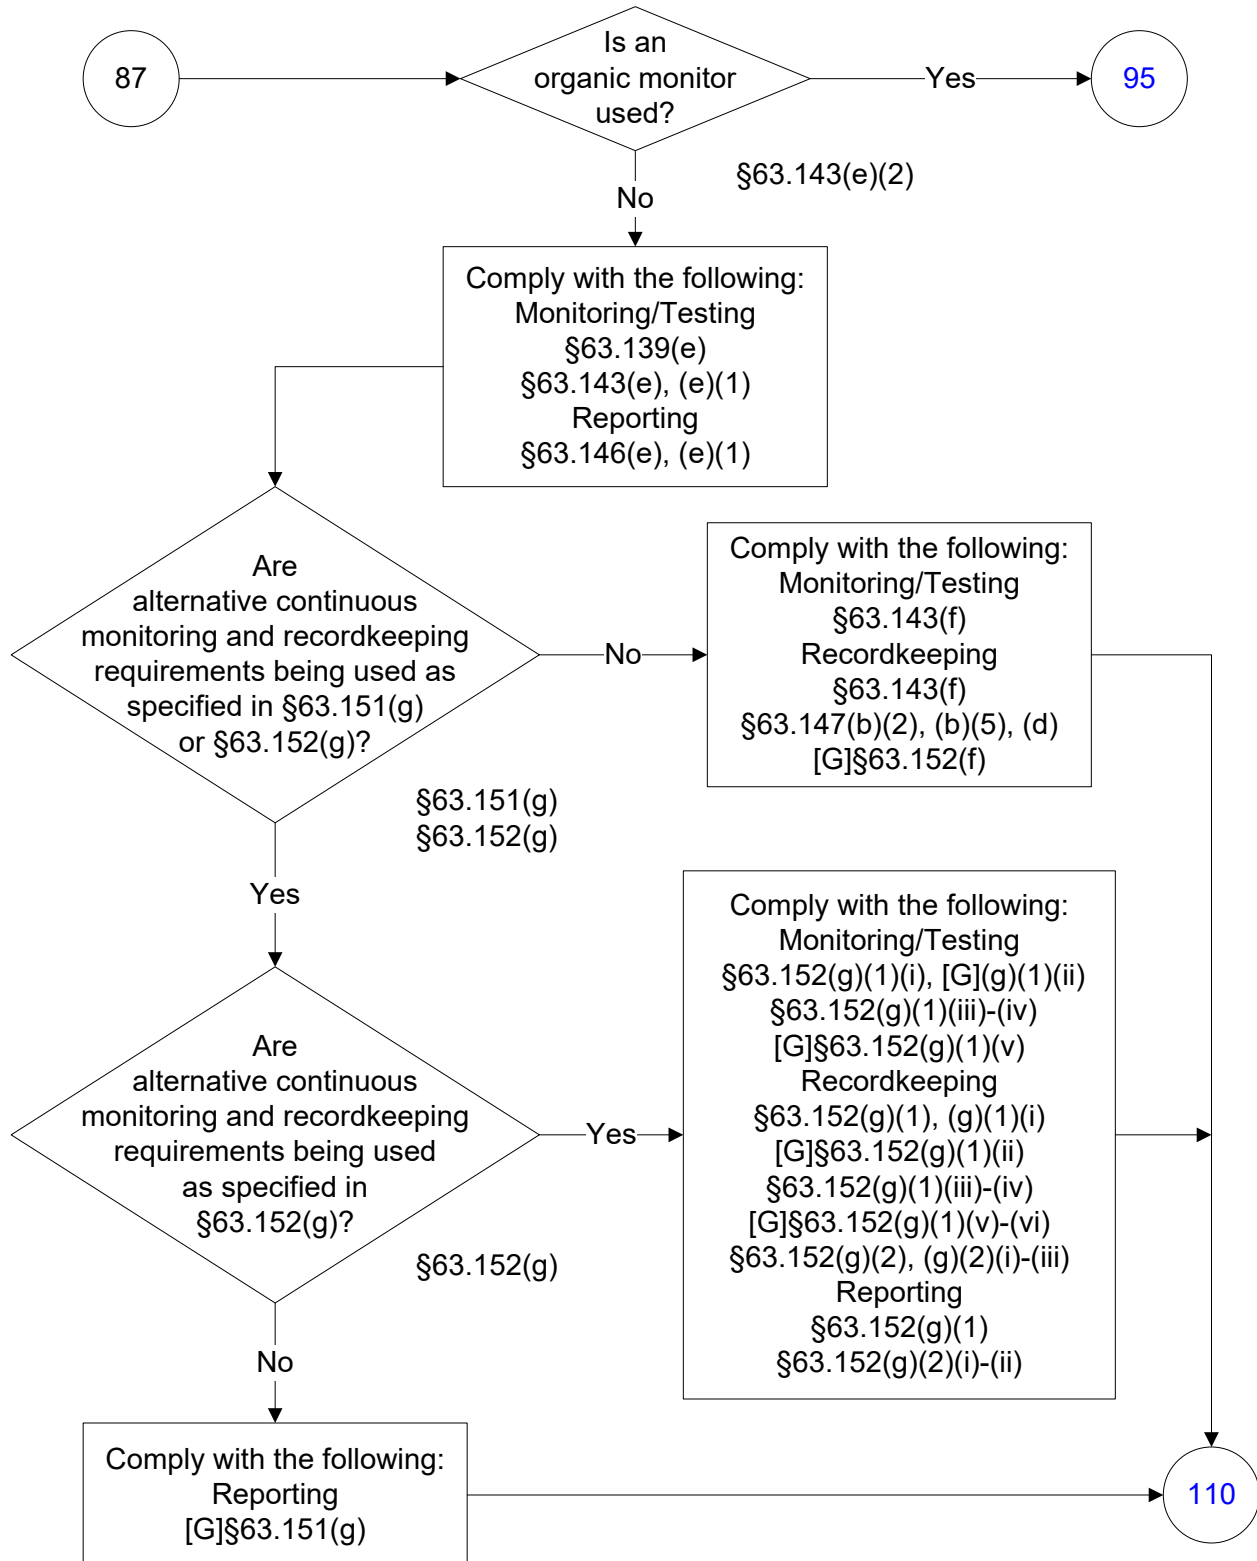 87
Is an
organic monitor
used?
Yes
95
§63.143(e)(2)
No
Comply with the following:
Monitoring/Testing
§63.139(e)
§63.143(e), (e)(1)
Reporting
§63.146(e), (e)(1)
Are
alternative continuous
monitoring and recordkeeping
requirements being used as
specified in §63.151(g)
or §63.152(g)?
No
Comply with the following:
Monitoring/Testing
§63.143(f)
Recordkeeping
§63.143(f)
§63.147(b)(2), (b)(5), (d)
[G]§63.152(f)
§63.151(g)
§63.152(g)
Yes
Are
alternative continuous
monitoring and recordkeeping
requirements being used
as specified in
§63.152(g)?
Yes
Comply with the following:
Monitoring/Testing
§63.152(g)(1)(i), [G](g)(1)(ii)
§63.152(g)(1)(iii)-(iv)
[G]§63.152(g)(1)(v)
Recordkeeping
§63.152(g)(1), (g)(1)(i)
[G]§63.152(g)(1)(ii)
§63.152(g)(1)(iii)-(iv)
[G]§63.152(g)(1)(v)-(vi)
§63.152(g)(2), (g)(2)(i)-(iii)
Reporting
§63.152(g)(1)
§63.152(g)(2)(i)-(ii)
§63.152(g)
No
Comply with the following:
Reporting
[G]§63.151(g)
110